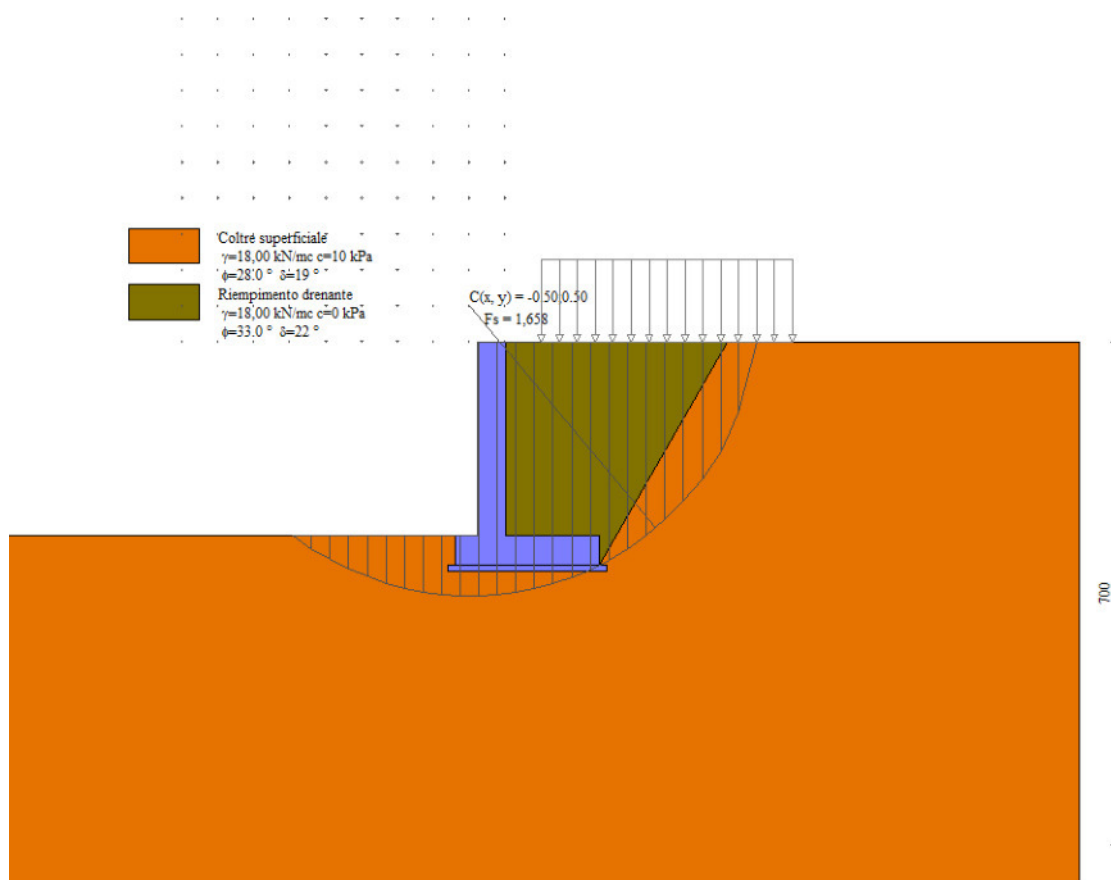 Coltre superficiale
γ=18,00 kN/mc c=10 kPa
ϕ=28.0 ° δ=19 °
Riempimento drenante
γ=18,00 kN/mc c=0 kPa
ϕ=33.0 ° δ=22 °
C(x, y) = -0.50;0.50
Fs = 1,658
700